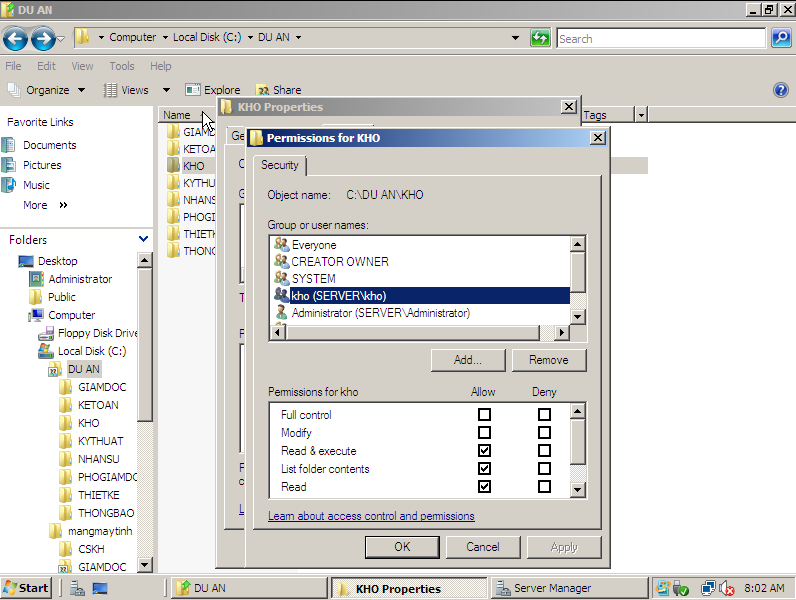 DU AN
Computer Local Disk (C:) DU AN
Search
File Edit View Tools Help
Organize Views Explore Share
Favorite Links
Documents
Pictures
Music
More »
Folders
Desktop
Administrator
Public
Computer
Floppy Disk Drive
Local Disk (C:)
DU AN
GIAMDOC
KETOAN
KHO
KYTHUAT
NHANSU
PHOGIAMDC
THIETKE
THONGBAO
mangmaytinh
CSKH
GIAMDOC
Name
Tags
GIAMD
KETOA
KHO
KYTHU
NHANS
PHOGI
THIETK
THONG
KHO Properties
Ge
Permissions for KHO
Security
Object name: C:\DU AN\KHO
Group or user names:
Everyone
CREATOR OWNER
SYSTEM
kho (SERVER\kho)
Administrator (SERVER\Administrator)
Add... Remove
Permissions for kho Allow Deny
Full control
Modify
Read & execute
List folder contents
Read
Learn about access control and permissions
OK Cancel Apply
Start DU AN KHO Properties Server Manager 8:02 AM